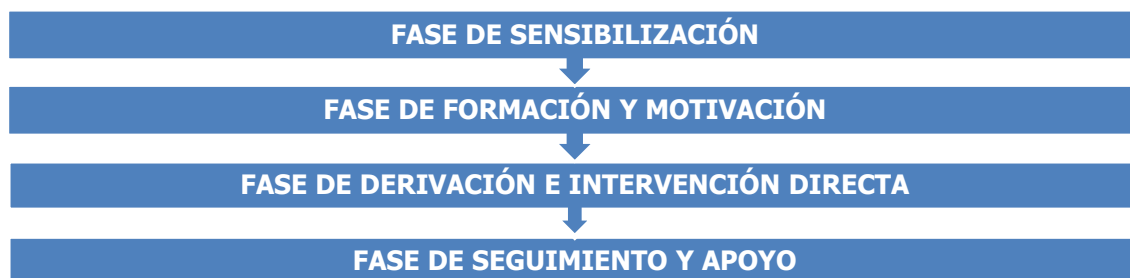 FASE DE SENSIBILIZACIÓN
FASE DE FORMACIÓN Y MOTIVACIÓN
FASE DE DERIVACIÓN E INTERVENCIÓN DIRECTA
FASE DE SEGUIMIENTO Y APOYO